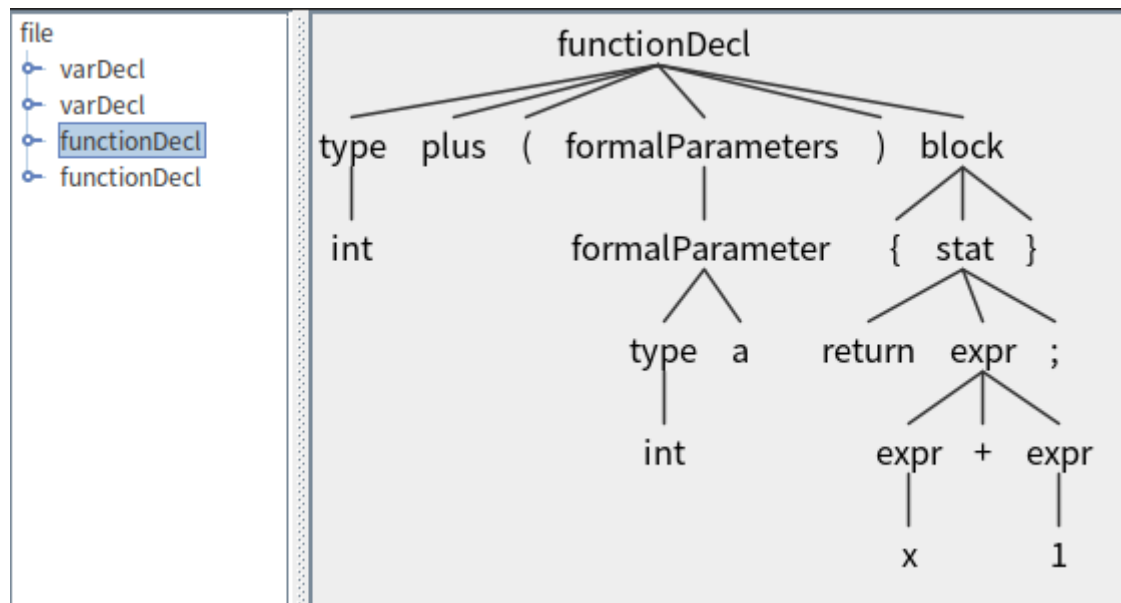 file
varDecl
varDecl
functionDecl
functionDecl
functionDecl
type plus ( formalParameters ) block
int formalParameter { stat }
type a return expr ;
int expr + expr
x 1